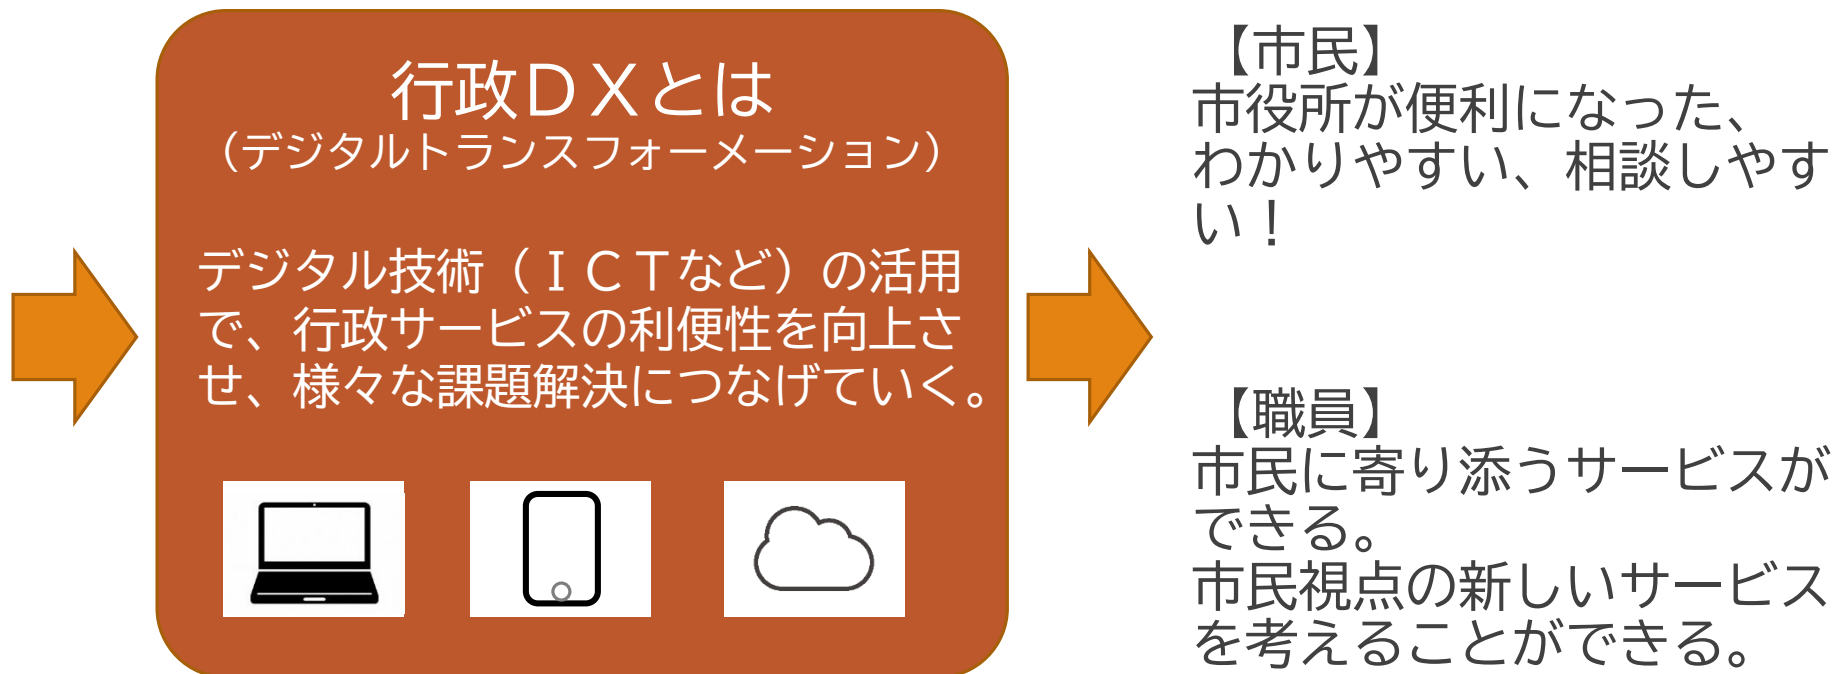 行政ＤＸとは
（デジタルトランスフォーメーション）
デジタル技術（ＩＣＴなど）の活用
で、行政サービスの利便性を向上さ
せ、様々な課題解決につなげていく。
【市民】
市役所が便利になった、
わかりやすい、相談しやす
い！
【職員】
市民に寄り添うサービスが
できる。
市民視点の新しいサービス
を考えることができる。